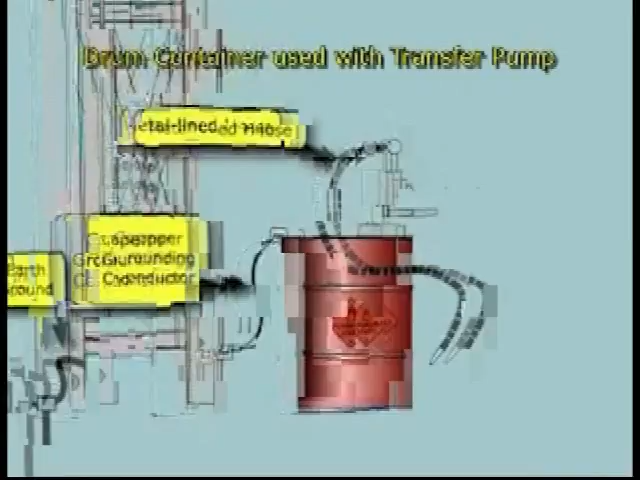 Drum Container used with Transfer Pump
Metal-lined Hose
Copper
Grounding
Conductor
Earth
Ground